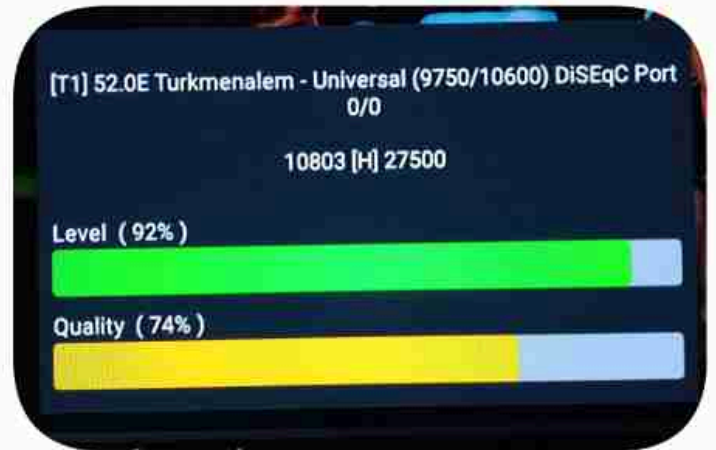 [T1] 52.0E Turkmenalem - Universal (9750/10600) DiSEqC Port
0/0
10803 [H] 27500
Level ( 92% )
Quality ( 74% )